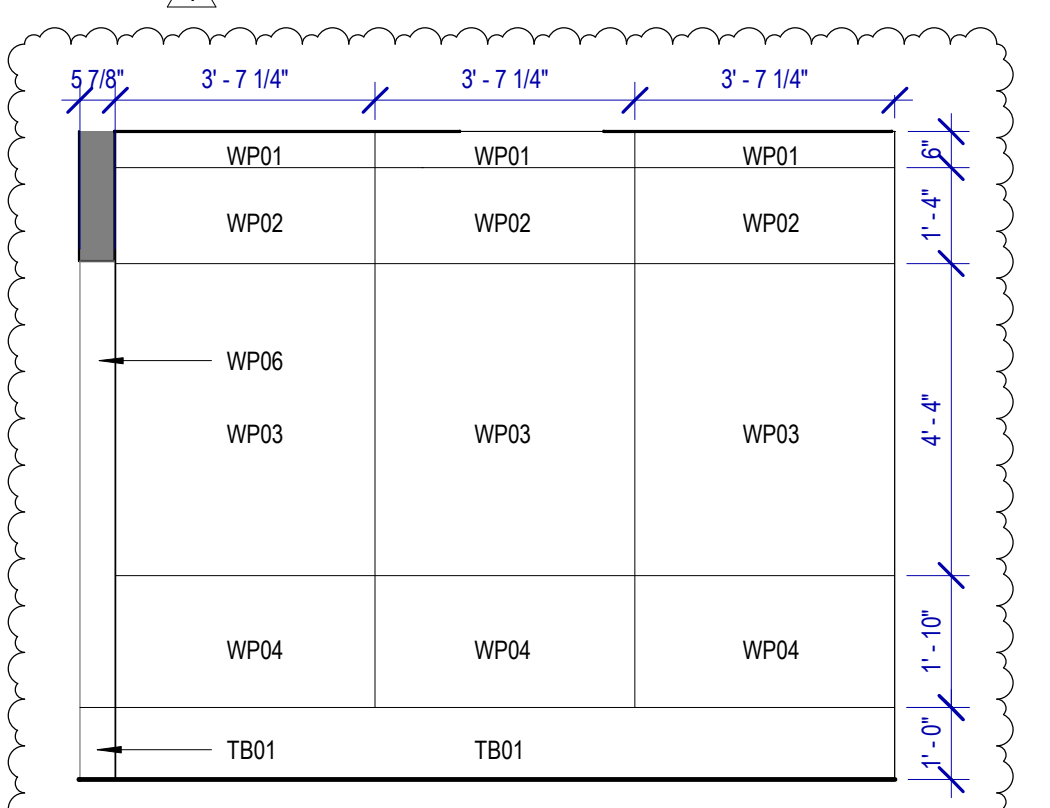 5 7/8" 3' - 7 1/4" 3' - 7 1/4" 3' - 7 1/4"
WP01 WP01 WP01 6"
WP02 WP02 WP02 1' - 4"
WP06
WP03 WP03 WP03 4' - 4"
WP04 WP04 WP04 1' - 10"
TB01 TB01 1' - 0"